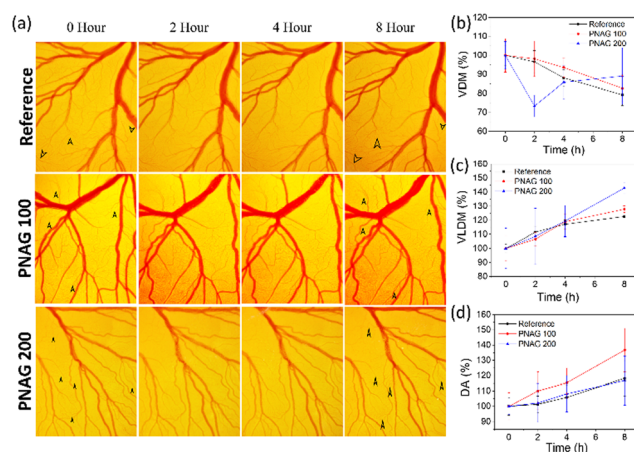 (a)
0 Hour 2 Hour 4 Hour 8 Hour
Reference
PNAG 100
PNAG 200
(b)
VDM (%)
120
110
100
90
80
70
60
Reference
PNAG 100
PNAG 200
0 2 4 6 8
Time (h)
(c)
VLDM (%)
160
150
140
130
120
110
100
90
80
Reference
PNAG 100
PNAG 200
0 2 4 6 8
Time (h)
(d)
DA (%)
150
140
130
120
110
100
90
Reference
PNAG 100
PNAG 200
0 2 4 6 8
Time (h)